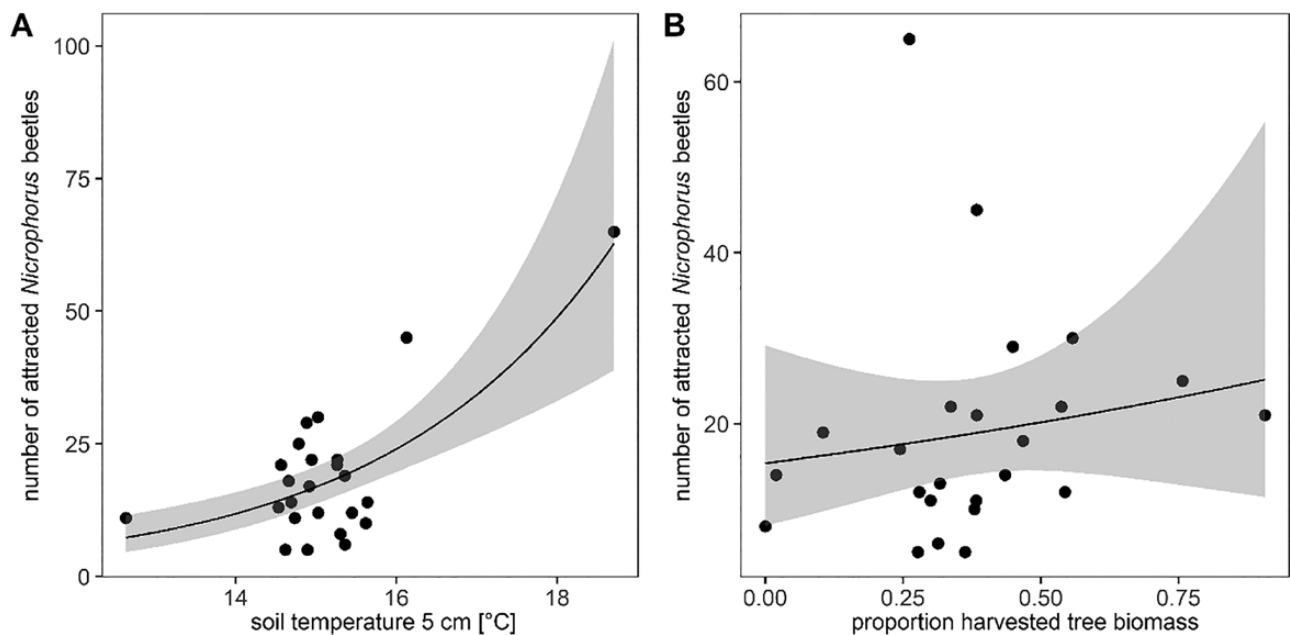 A
number of attracted Nicrophorus beetles
100
75
50
25
0
14
16
18
soil temperature 5 cm [°C]
B
number of attracted Nicrophorus beetles
60
40
20
0.00
0.25
0.50
0.75
proportion harvested tree biomass